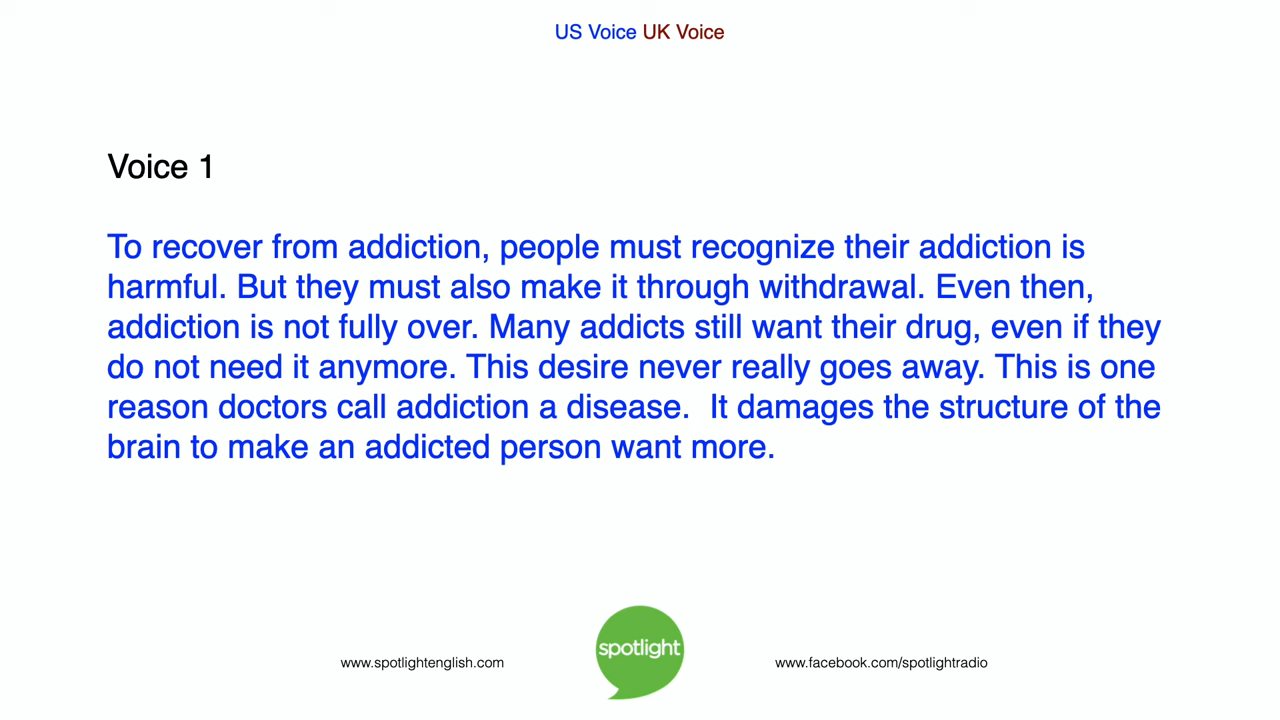 US Voice UK Voice
Voice 1
To recover from addiction, people must recognize their addiction is
harmful. But they must also make it through withdrawal. Even then,
addiction is not fully over. Many addicts still want their drug, even if they
do not need it anymore. This desire never really goes away. This is one
reason doctors call addiction a disease.  It damages the structure of the
brain to make an addicted person want more.
spotlight
www.spotlightenglish.com
www.facebook.com/spotlightradio